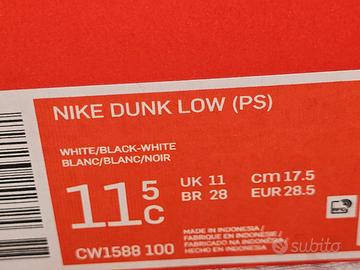 NIKE DUNK LOW (PS)
WHITE/BLACK-WHITE
BLANC/BLANC/NOIR
11 5 C
UK 11 cm 17.5
BR 28 EUR 28.5
CW1588 100
MADE IN INDONESIA/
FABRIQUE EN INDONESIE/
FABRICADO NA INDONESIA/
HECHO EN INDONESIA
subito